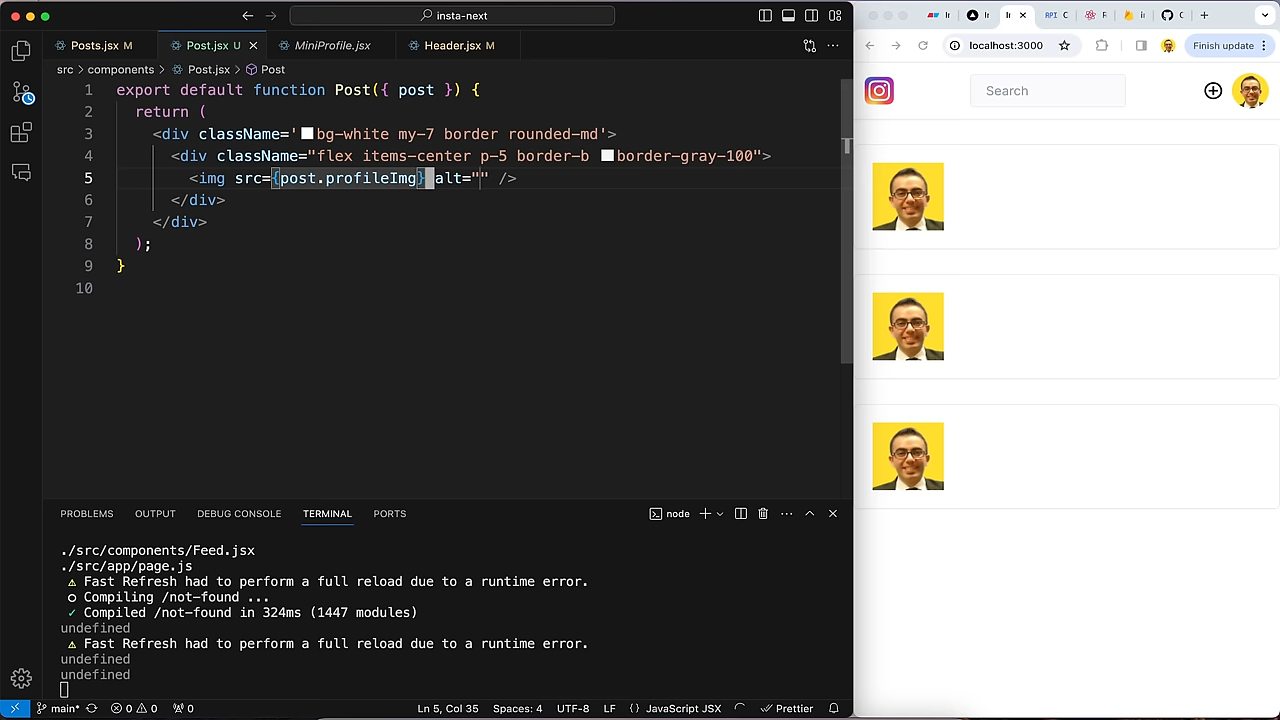 insta-next
Posts.jsx M
Post.jsx U
MiniProfile.jsx
Header.jsx M
src > components > Post.jsx > Post
1 export default function Post({ post }) {
2 return (
3 <div className='bg-white my-7 border rounded-md'>
4 <div className="flex items-center p-5 border-b border-gray-100">
5 <img src={post.profileImg} alt="" />
6 </div>
7 </div>
8 );
9 }
10
PROBLEMS OUTPUT DEBUG CONSOLE TERMINAL PORTS
node
./src/components/Feed.jsx
./src/app/page.js
⚠ Fast Refresh had to perform a full reload due to a runtime error.
○ Compiling /not-found ...
✓ Compiled /not-found in 324ms (1447 modules)
undefined
⚠ Fast Refresh had to perform a full reload due to a runtime error.
undefined
undefined
main* 0 0 0 Ln 5, Col 35 Spaces: 4 UTF-8 LF {} JavaScript JSX Prettier
API C
localhost:3000
Finish update
Search